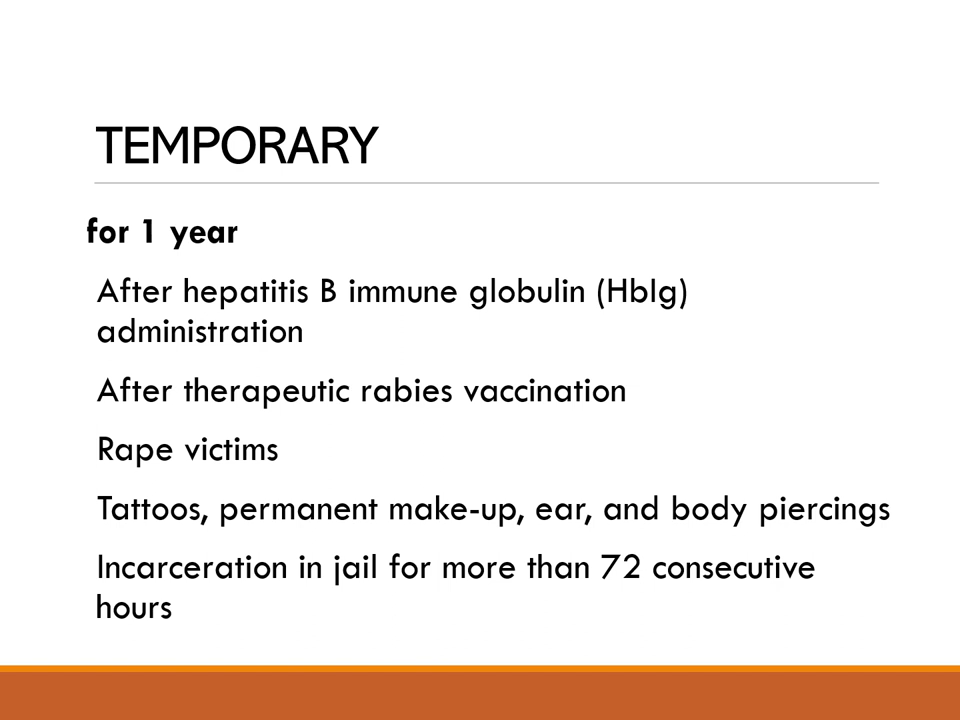 TEMPORARY
for 1 year
After hepatitis B immune globulin (HbIg)
administration
After therapeutic rabies vaccination
Rape victims
Tattoos, permanent make-up, ear, and body piercings
Incarceration in jail for more than 72 consecutive
hours